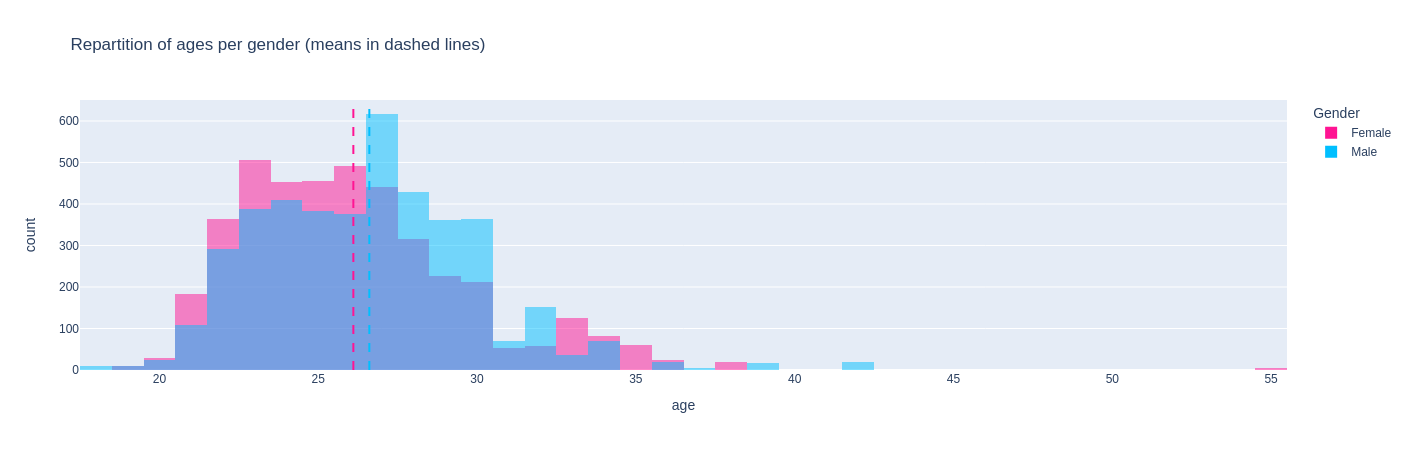 Repartition of ages per gender (means in dashed lines)
Gender
Female
Male
count
600
500
400
300
200
100
0
20 25 30 35 40 45 50 55
age